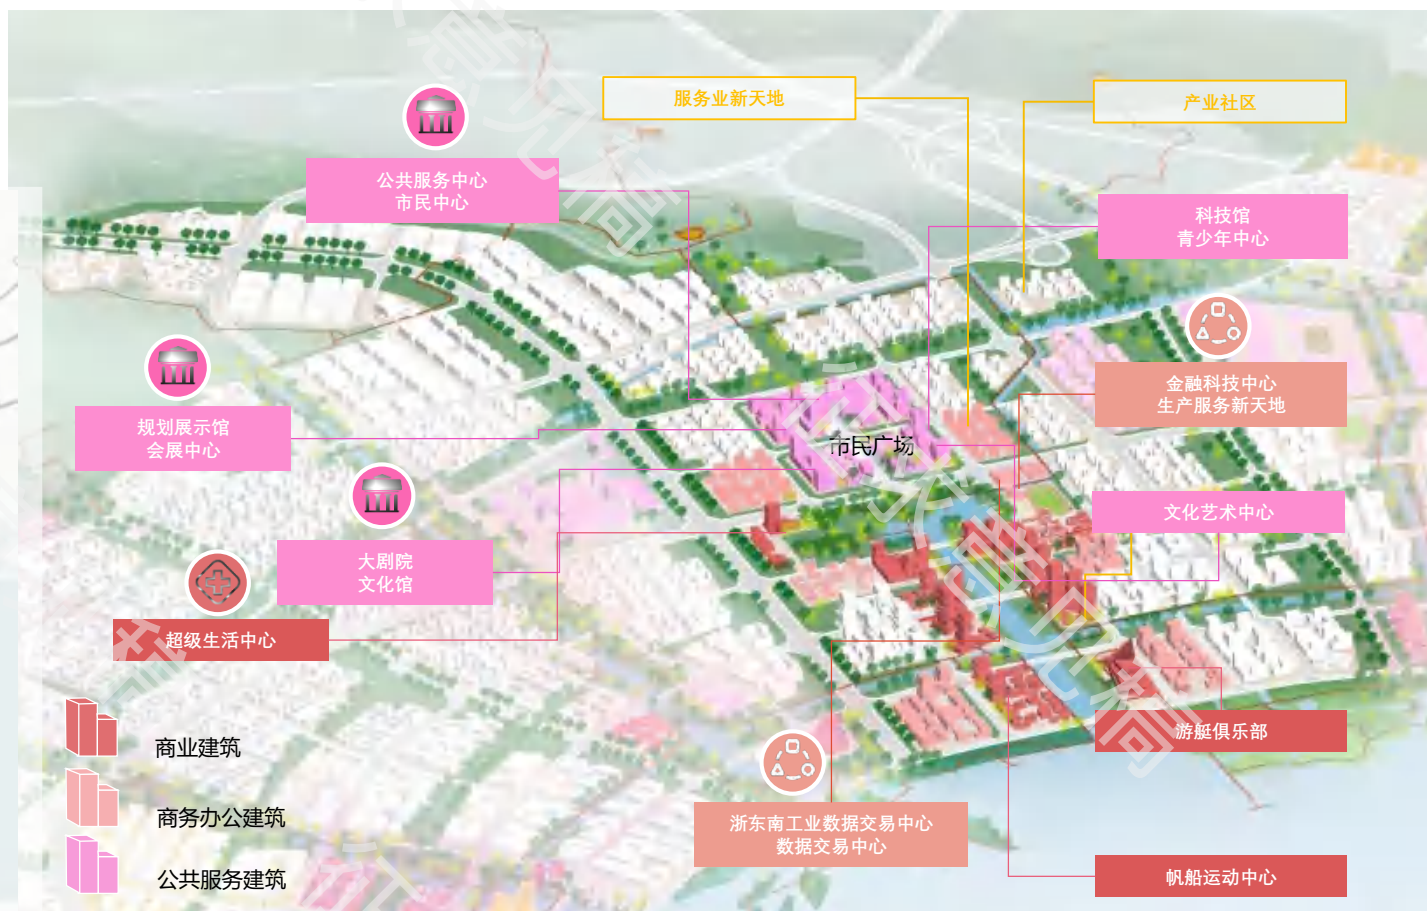 服务业新天地
产业社区
公共服务中心
市民中心
科技馆
青少年中心
金融科技中心
生产服务新天地
规划展示馆
会展中心
市民广场
大剧院
文化馆
文化艺术中心
超级生活中心
游艇俱乐部
商业建筑
商务办公建筑
浙东南工业数据交易中心
数据交易中心
公共服务建筑
帆船运动中心
征求意见稿